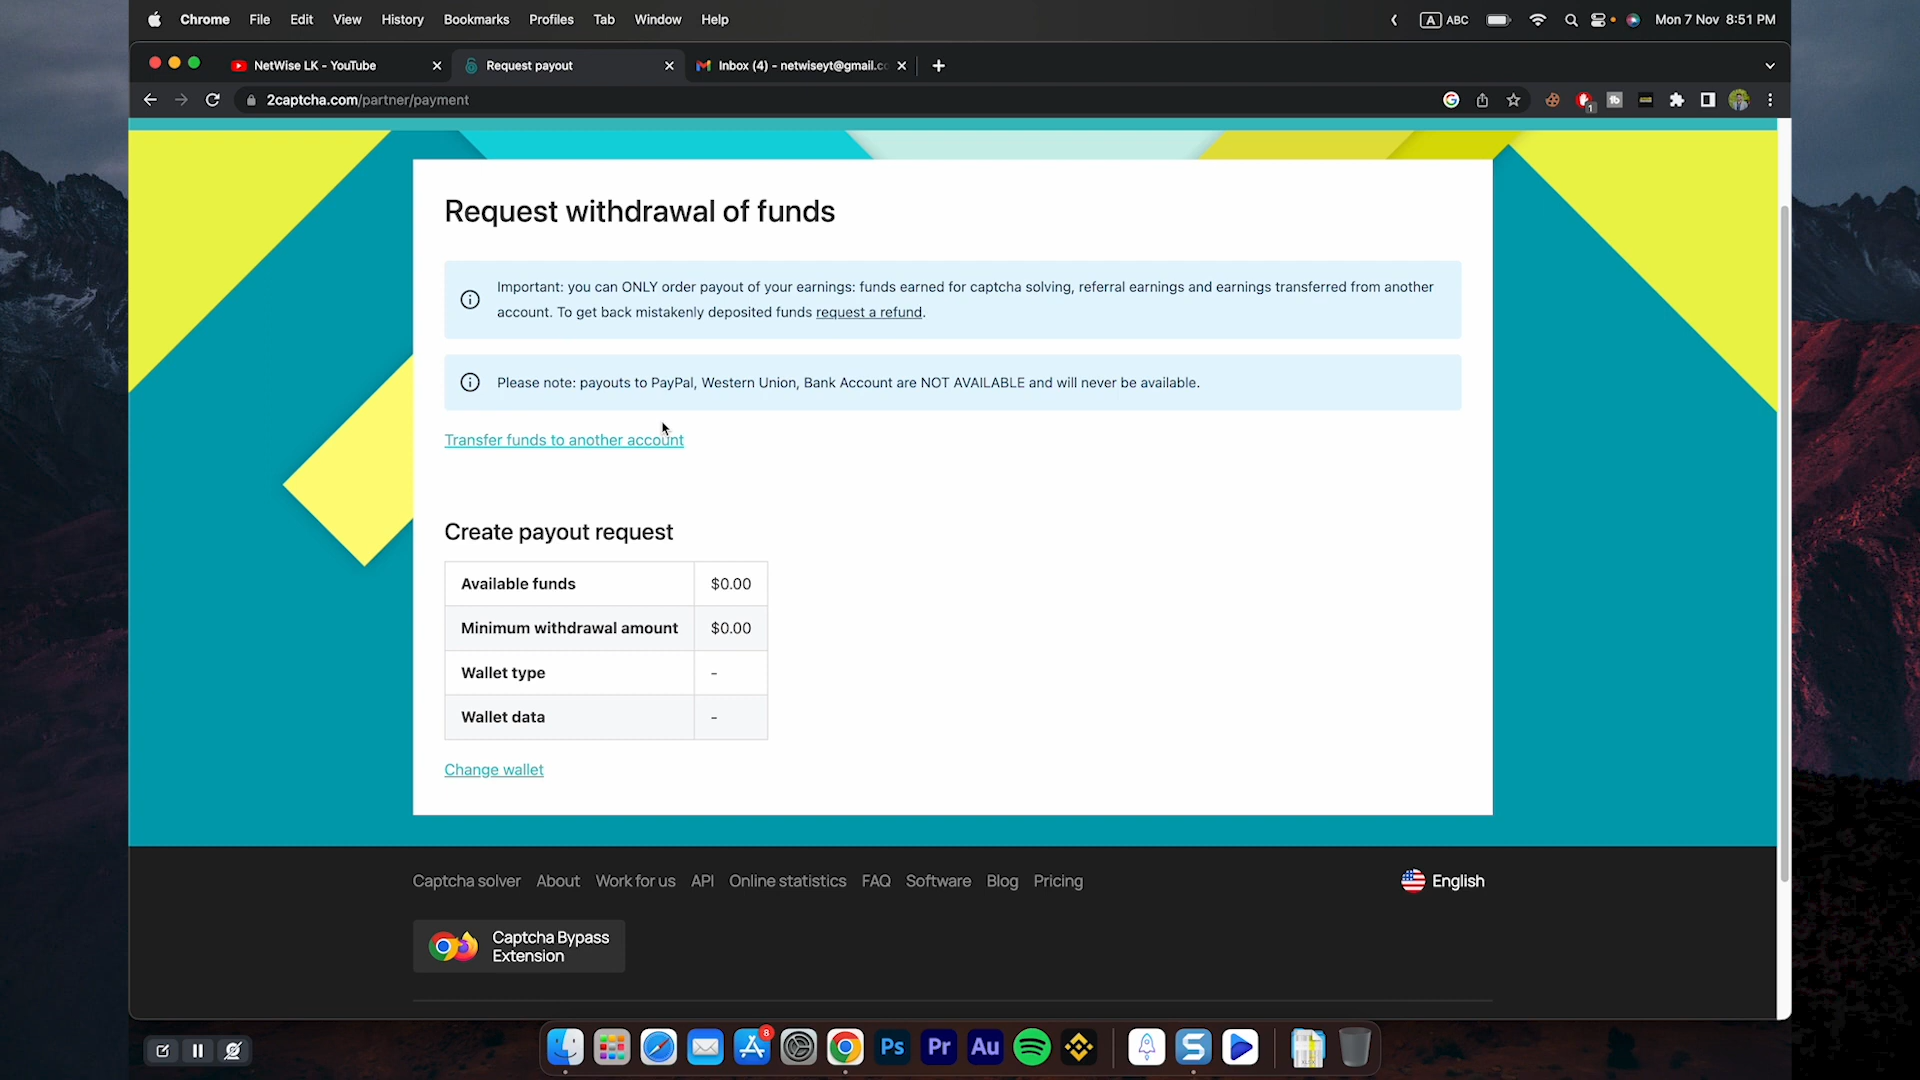 Chrome File Edit View History Bookmarks Profiles Tab Window Help
A ABC Mon 7 Nov 8:51 PM
NetWise LK - YouTube
Request payout
Inbox (4) - netwiseyt@gmail.c
2captcha.com/partner/payment
1
Request withdrawal of funds
Important: you can ONLY order payout of your earnings: funds earned for captcha solving, referral earnings and earnings transferred from another
account. To get back mistakenly deposited funds request a refund.
Please note: payouts to PayPal, Western Union, Bank Account are NOT AVAILABLE and will never be available.
Transfer funds to another account
Create payout request
Available funds $0.00
Minimum withdrawal amount $0.00
Wallet type -
Wallet data -
Change wallet
Captcha solver About Work for us API Online statistics FAQ Software Blog Pricing
English
Captcha Bypass
Extension
8
Ps Pr Au S